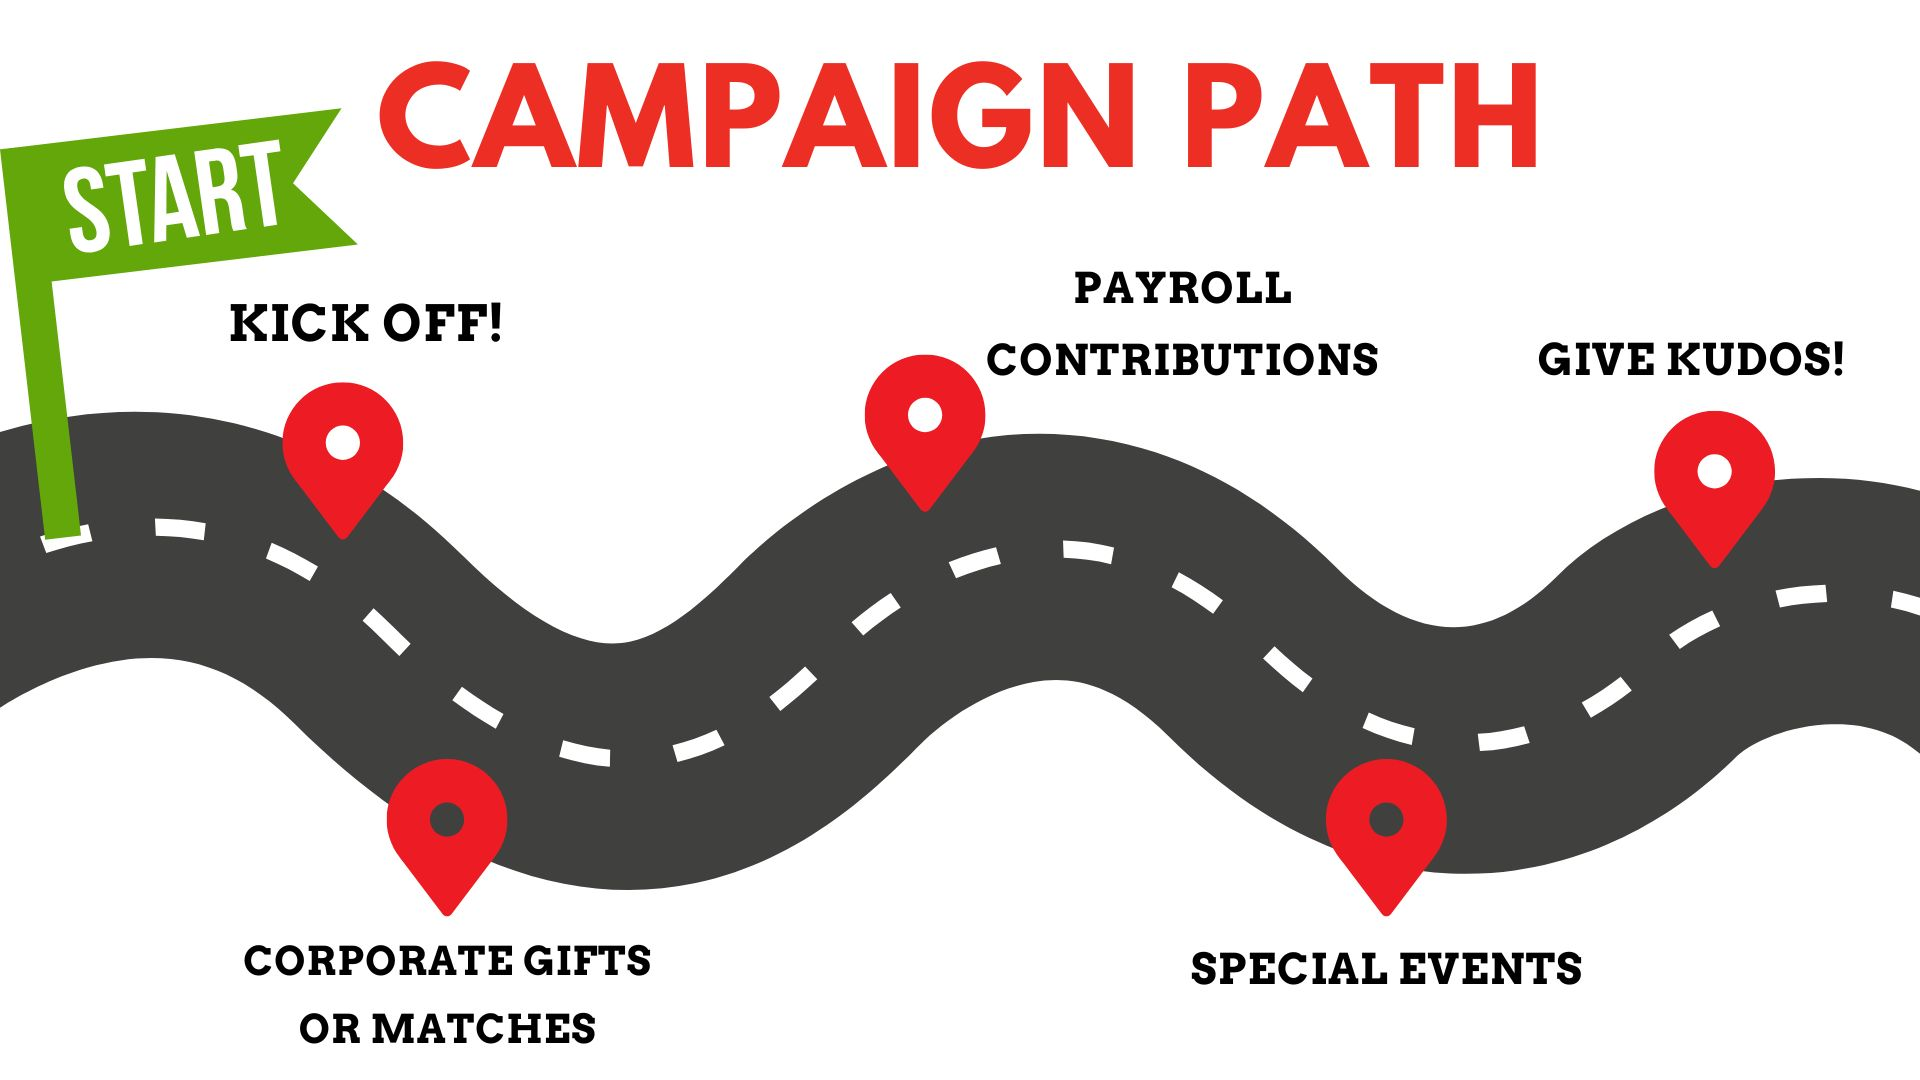 CAMPAIGN PATH
START
KICK OFF!
PAYROLL
CONTRIBUTIONS
GIVE KUDOS!
CORPORATE GIFTS
OR MATCHES
SPECIAL EVENTS